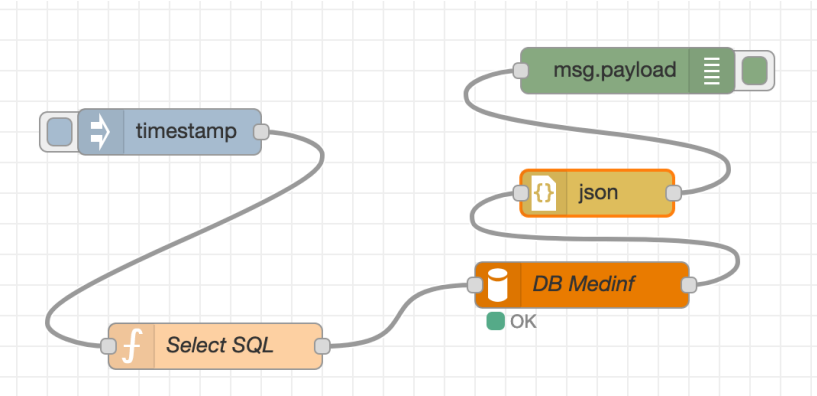 msg.payload
timestamp
{} json
DB Medinf
OK
f Select SQL